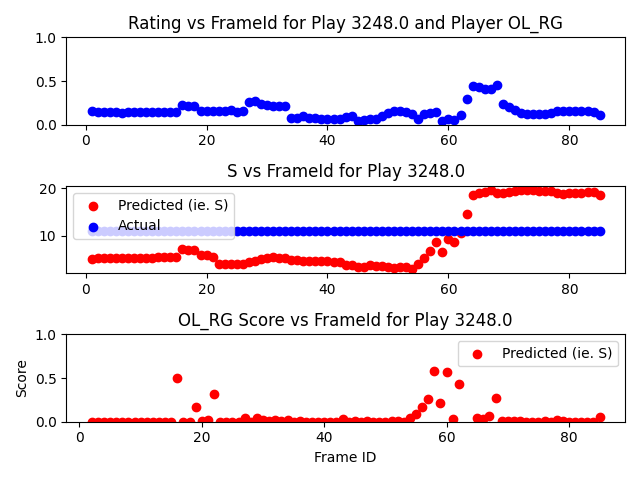 Rating vs FrameId for Play 3248.0 and Player OL_RG
1.0
0.5
0.0
0 20 40 60 80
S vs FrameId for Play 3248.0
20
10
Predicted (ie. S)
Actual
0 20 40 60 80
OL_RG Score vs FrameId for Play 3248.0
Score
1.0
0.5
0.0
Predicted (ie. S)
0 20 40 60 80
Frame ID